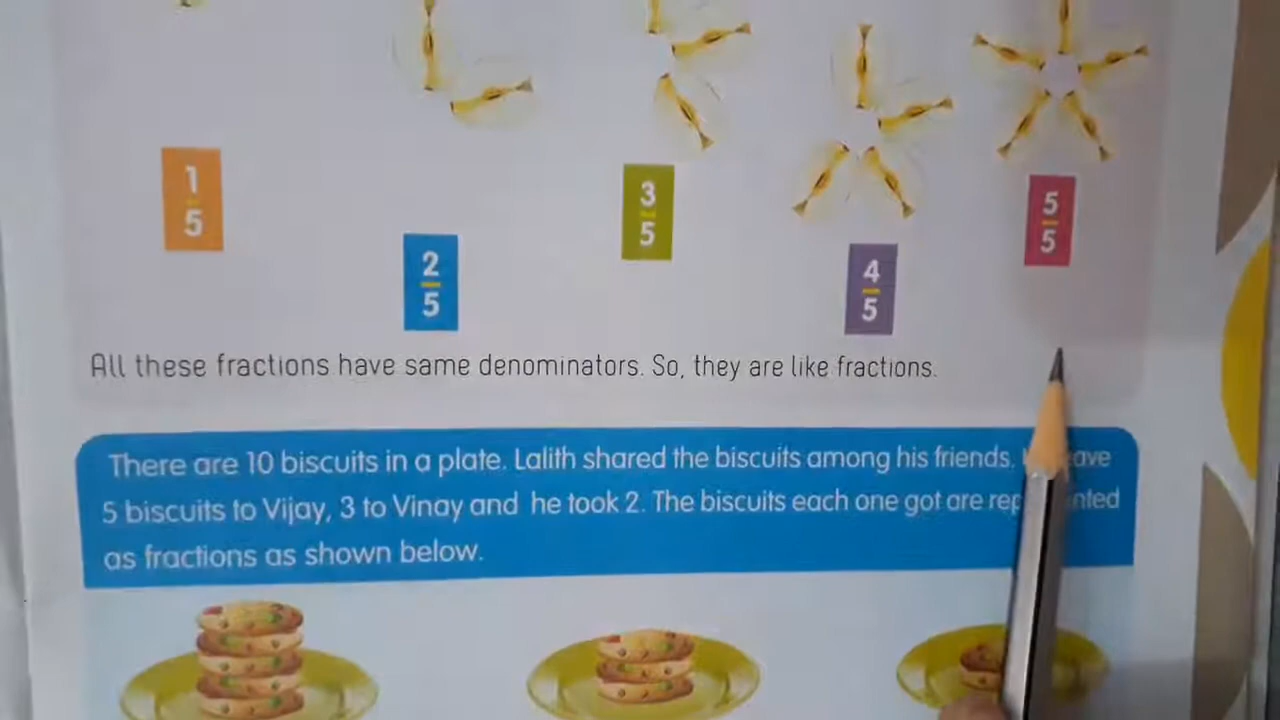 1
5
2
5
3
5
4
5
5
5
All these fractions have same denominators. So, they are like fractions.
There are 10 biscuits in a plate. Lalith shared the biscuits among his friends.
5 biscuits to Vijay, 3 to Vinay and he took 2. The biscuits each one got are
as fractions as shown below.